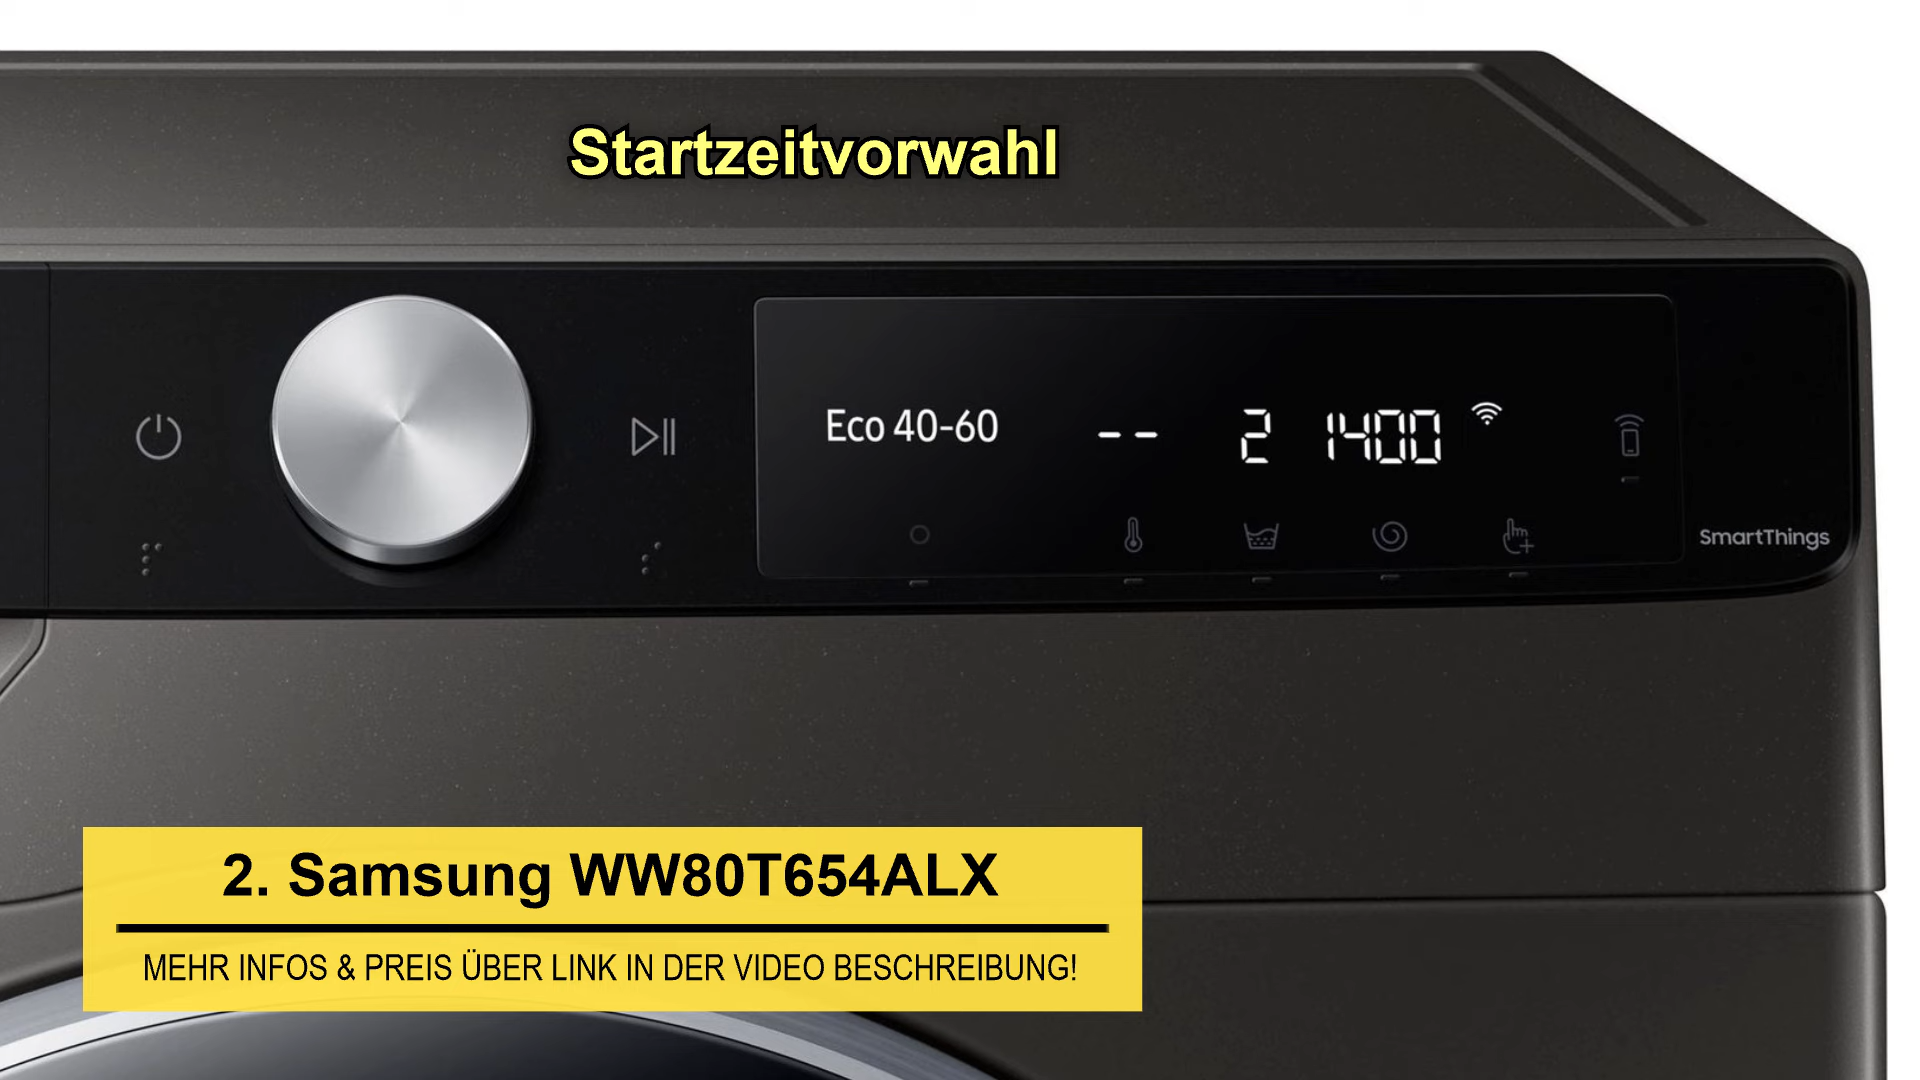 Startzeitvorwahl
Eco 40-60
-- 2 1400
SmartThings
2. Samsung WW80T654ALX
MEHR INFOS & PREIS ÜBER LINK IN DER VIDEO BESCHREIBUNG!